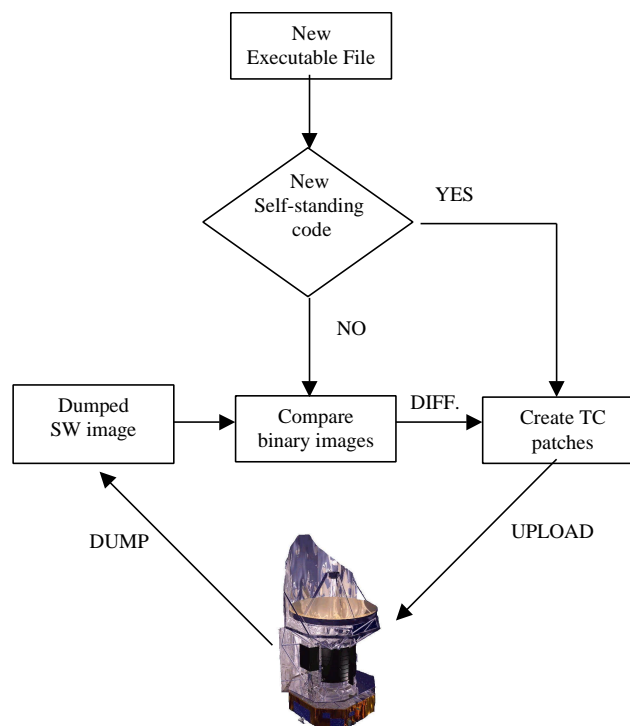 New
Executable File
New
Self-standing
code
YES
NO
Dumped
SW image
Compare
binary images
DIFF.
Create TC
patches
DUMP
UPLOAD